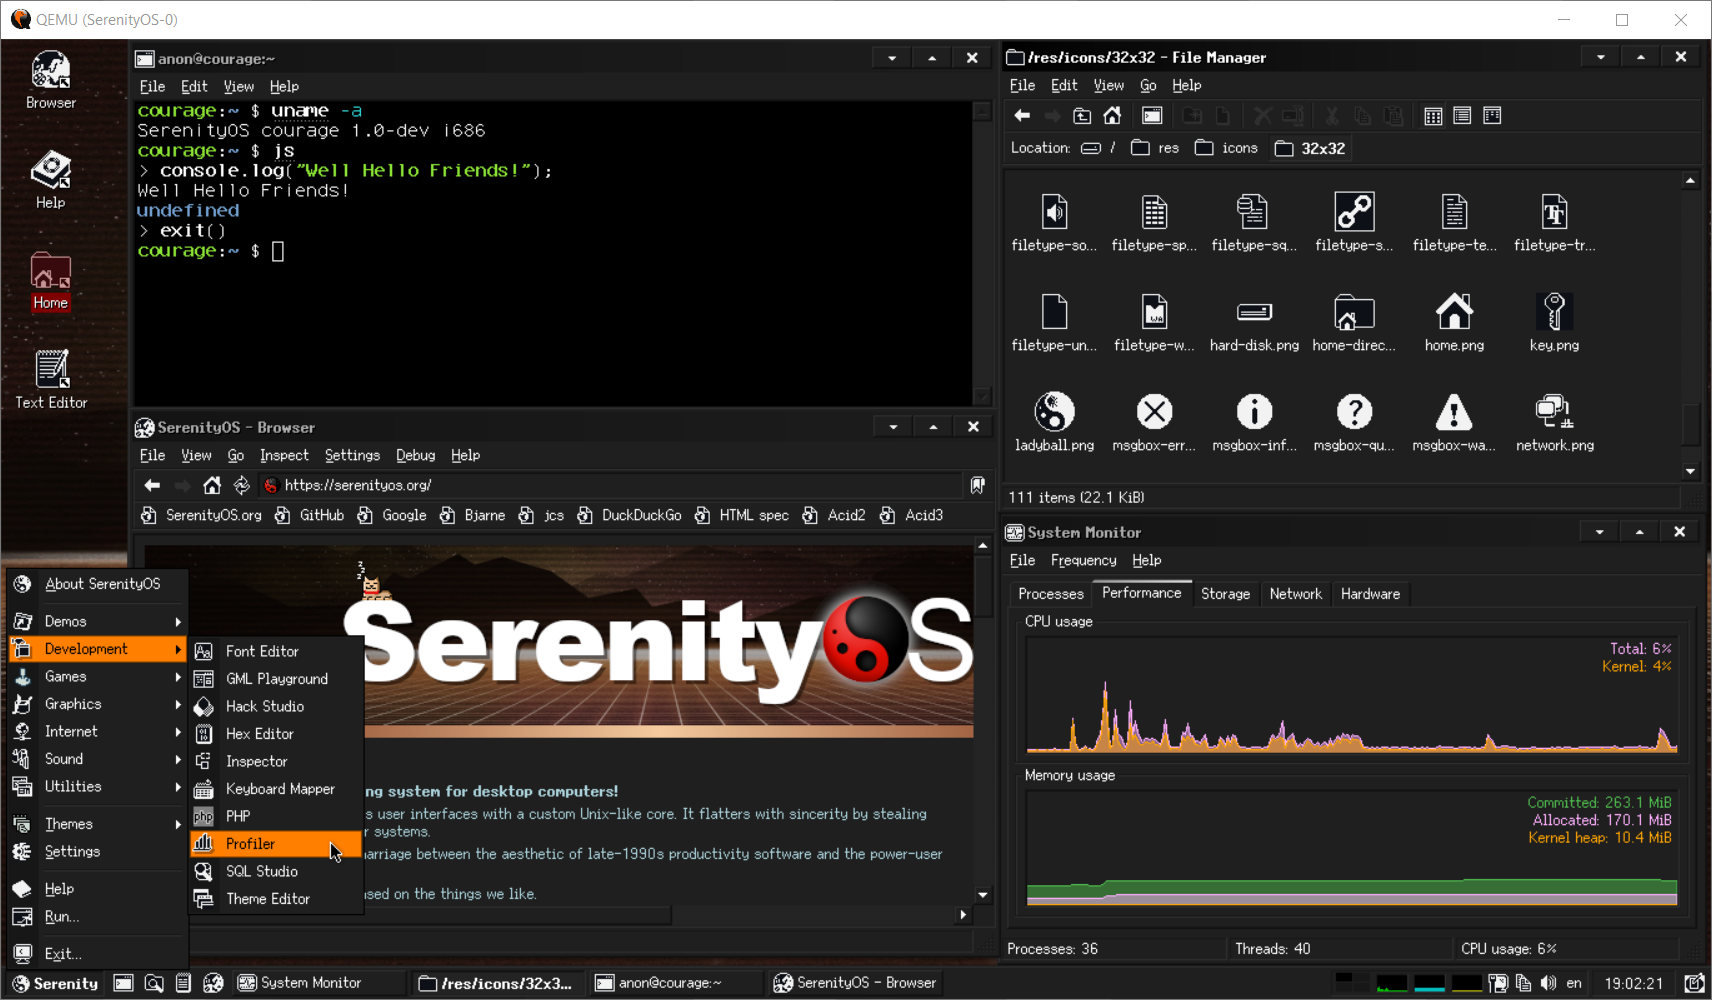 QEMU (SerenityOS-0)
Browser
Help
Home
Text Editor
anon@courage:~
File Edit View Help
courage:~ $ uname -a
SerenityOS courage 1.0-dev i686
courage:~ $ js
> console.log("Well Hello Friends!");
Well Hello Friends!
undefined
> exit()
courage:~ $
/res/icons/32x32 - File Manager
File Edit View Go Help
Location: / res icons 32x32
filetype-so... filetype-sp... filetype-sq... filetype-s... filetype-te... filetype-tr...
filetype-un... filetype-w... hard-disk.png home-direc... home.png key.png
ladyball.png msgbox-err... msgbox-inf... msgbox-qu... msgbox-wa... network.png
111 items (22.1 KiB)
SerenityOS - Browser
File View Go Inspect Settings Debug Help
https://serenityos.org/
SerenityOS.org GitHub Google Bjarne jcs DuckDuckGo HTML spec Acid2 Acid3
z
z
z
SerenityOS
ng system for desktop computers!
s user interfaces with a custom Unix-like core. It flatters with sincerity by stealing
r systems.
arriage between the aesthetic of late-1990s productivity software and the power-user
sed on the things we like.
System Monitor
File Frequency Help
Processes Performance Storage Network Hardware
CPU usage
Total: 6%
Kernel: 4%
Memory usage
Committed: 263.1 MiB
Allocated: 170.1 MiB
Kernel heap: 10.4 MiB
Processes: 36 Threads: 40 CPU usage: 6%
About SerenityOS
Demos
Development
Games
Graphics
Internet
Sound
Utilities
Themes
Settings
Help
Run...
Exit...
Font Editor
GML Playground
Hack Studio
Hex Editor
Inspector
Keyboard Mapper
php PHP
Profiler
SQL Studio
Theme Editor
Serenity System Monitor /res/icons/32x3... anon@courage:~ SerenityOS - Browser en 19:02:21